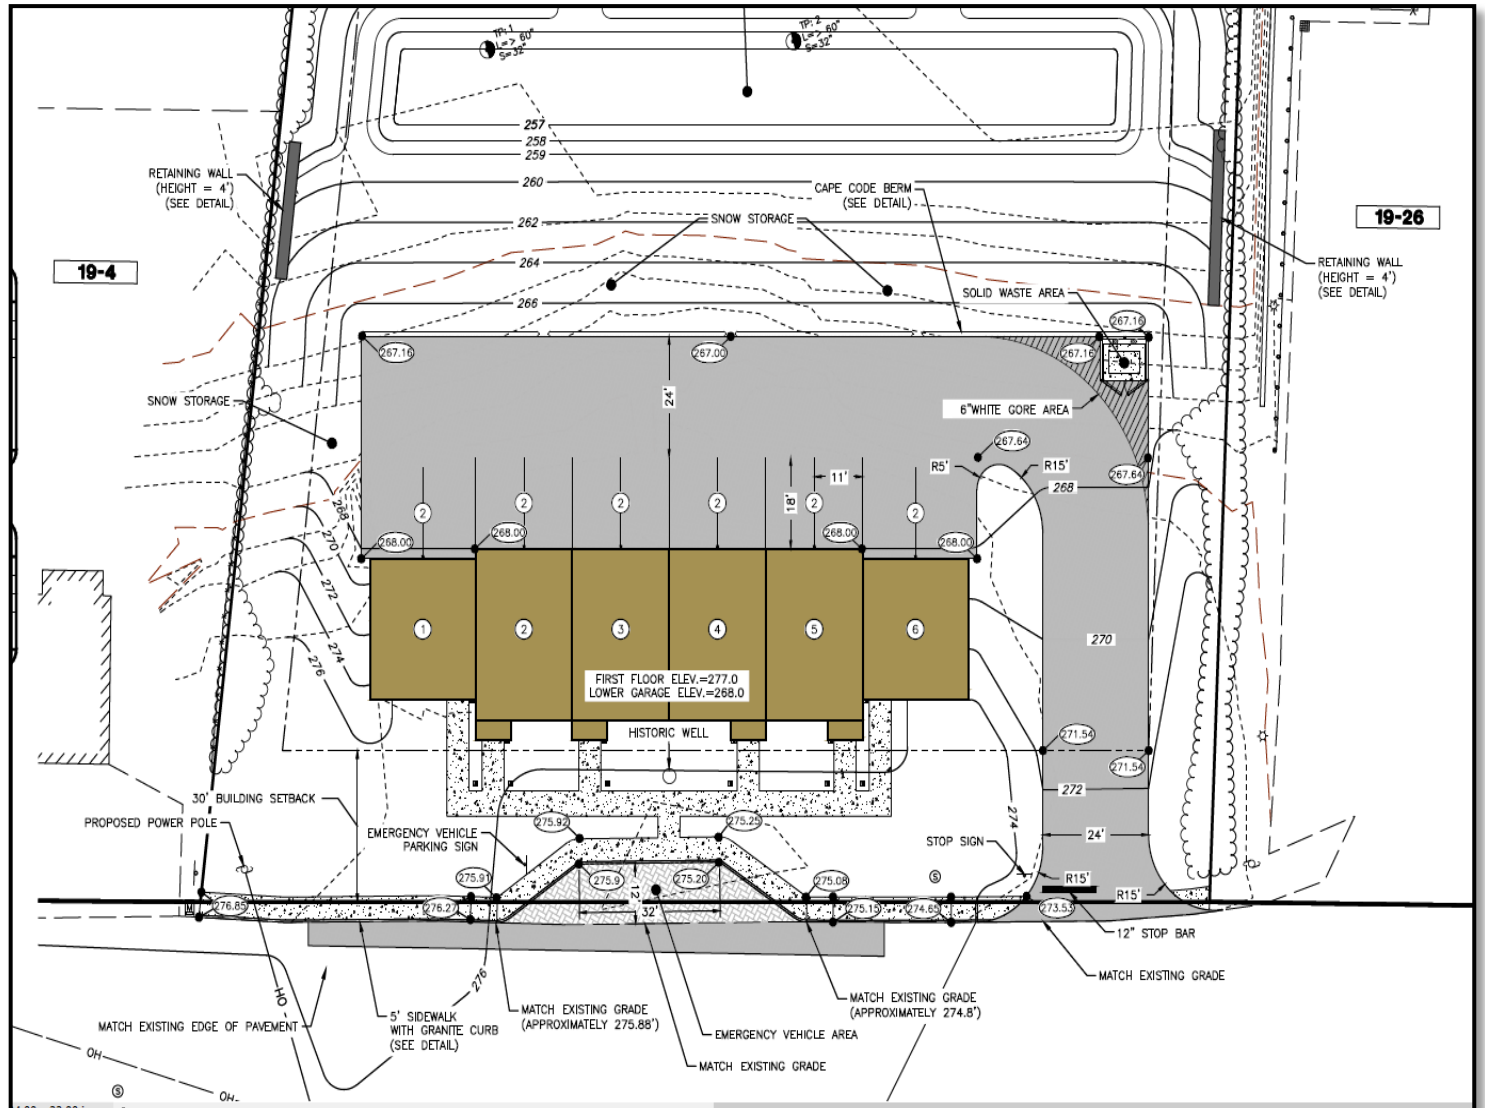 TP: 1
L=> 60"
S=32"
TP: 2
L=> 60"
S=32"
257
258
259
260
262
264
266
RETAINING WALL
(HEIGHT = 4')
(SEE DETAIL)
CAPE CODE BERM
(SEE DETAIL)
SNOW STORAGE
19-26
19-4
RETAINING WALL
(HEIGHT = 4')
(SEE DETAIL)
SOLID WASTE AREA
267.16
267.16
267.00
267.16
24'
SNOW STORAGE
6"WHITE GORE AREA
267.64
R5'
R15'
267.64
268
11'
18'
2
2
2
2
2
2
268
268.00
268.00
268.00
268.00
270
272
274
276
1
2
3
4
5
6
270
FIRST FLOOR ELEV.=277.0
LOWER GARAGE ELEV.=268.0
HISTORIC WELL
271.54
271.54
272
30' BUILDING SETBACK
PROPOSED POWER POLE
EMERGENCY VEHICLE
PARKING SIGN
275.92
275.25
274
24'
STOP SIGN
275.91
275.9
275.20
275.08
S
R15'
R15'
276.85
276.27
12'
32'
275.15
274.65
273.53
12" STOP BAR
276
MATCH EXISTING GRADE
HO
MATCH EXISTING EDGE OF PAVEMENT
5' SIDEWALK
WITH GRANITE CURB
(SEE DETAIL)
MATCH EXISTING GRADE
(APPROXIMATELY 275.88')
MATCH EXISTING GRADE
(APPROXIMATELY 274.8')
EMERGENCY VEHICLE AREA
MATCH EXISTING GRADE
OH
S
OH